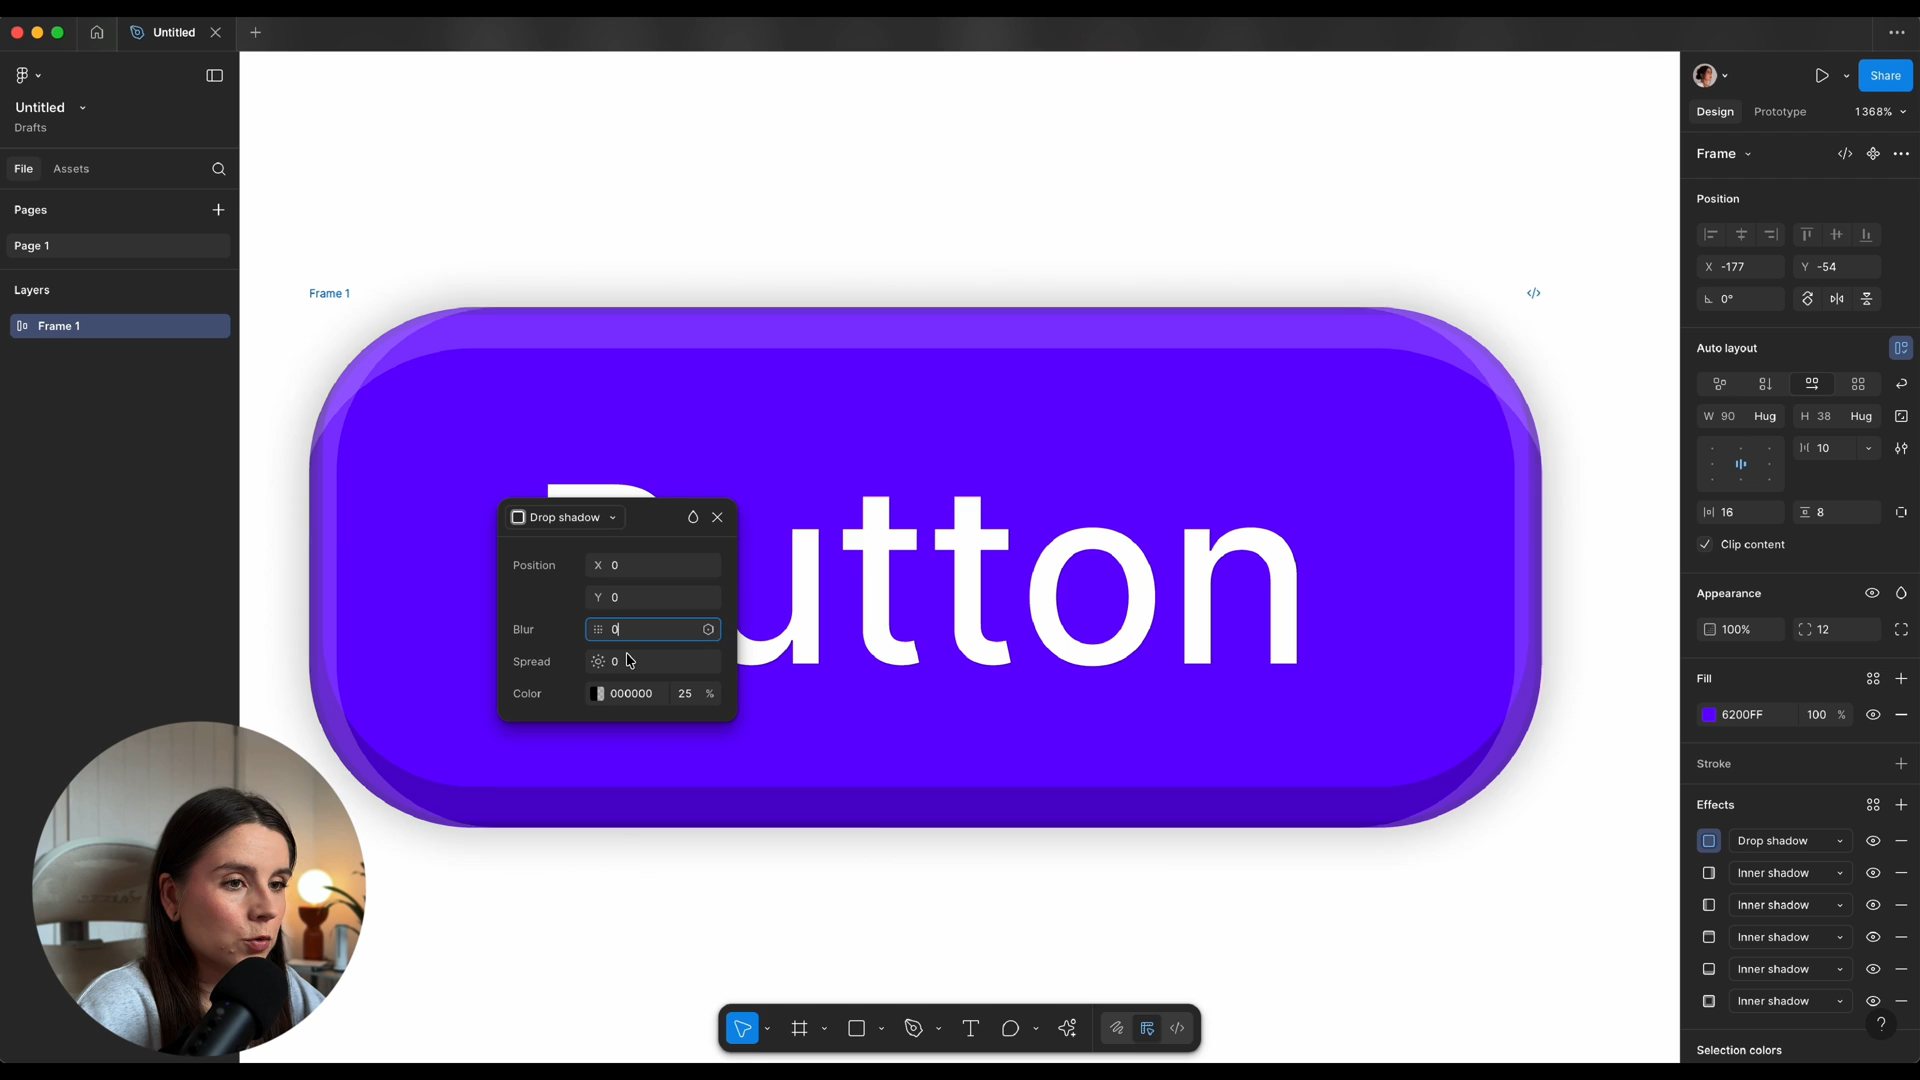 Untitled
Untitled
Drafts
File Assets
Pages
Page 1
Layers
Frame 1
Frame 1
Button
Drop shadow
Position X 0
Y 0
Blur 0
Spread 0
Color 000000 25 %
Share
Design Prototype 1368%
Frame
Position
X -177 Y -54
0°
Auto layout
W 90 Hug H 38 Hug
10
16 8
Clip content
Appearance
100% 12
Fill
6200FF 100 %
Stroke
Effects
Drop shadow
Inner shadow
Inner shadow
Inner shadow
Inner shadow
Inner shadow
?
Selection colors